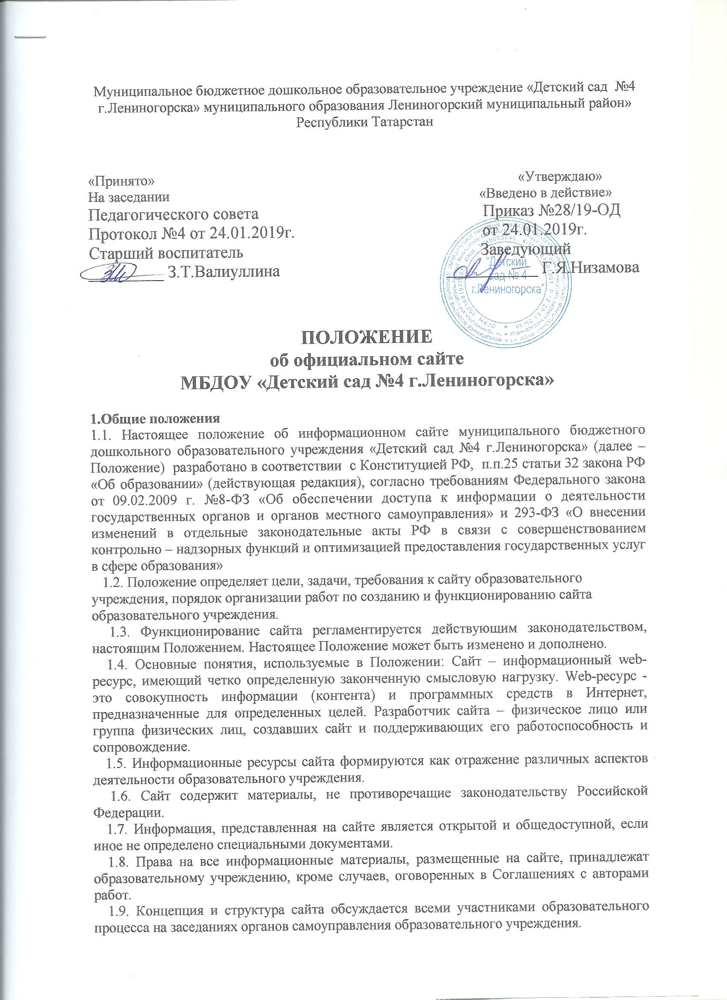 Муниципальное бюджетное дошкольное образовательное учреждение «Детский сад №4
г.Лениногорска» муниципального образования Лениногорский муниципальный район»
Республики Татарстан
«Принято»
На заседании
Педагогического совета
Протокол №4 от 24.01.2019г.
Старший воспитатель
З.Т.Валиуллина
«Утверждаю»
«Введено в действие»
Приказ №28/19-ОД
от 24.01.2019г.
Заведующий
Г.Я.Низамова
"Детский
сад № 4
г.Лениногорска"
ПОЛОЖЕНИЕ
об официальном сайте
МБДОУ «Детский сад №4 г.Лениногорска»
1.Общие положения
1.1. Настоящее положение об информационном сайте муниципального бюджетного
дошкольного образовательного учреждения «Детский сад №4 г.Лениногорска» (далее –
Положение) разработано в соответствии с Конституцией РФ, п.п.25 статьи 32 закона РФ
«Об образовании» (действующая редакция), согласно требованиям Федерального закона
от 09.02.2009 г. №8-ФЗ «Об обеспечении доступа к информации о деятельности
государственных органов и органов местного самоуправления» и 293-ФЗ «О внесении
изменений в отдельные законодательные акты РФ в связи с совершенствованием
контрольно – надзорных функций и оптимизацией предоставления государственных услуг
в сфере образования»
1.2. Положение определяет цели, задачи, требования к сайту образовательного
учреждения, порядок организации работ по созданию и функционированию сайта
образовательного учреждения.
1.3. Функционирование сайта регламентируется действующим законодательством,
настоящим Положением. Настоящее Положение может быть изменено и дополнено.
1.4. Основные понятия, используемые в Положении: Сайт – информационный web-
ресурс, имеющий четко определенную законченную смысловую нагрузку. Web-ресурс -
это совокупность информации (контента) и программных средств в Интернет,
предназначенные для определенных целей. Разработчик сайта – физическое лицо или
группа физических лиц, создавших сайт и поддерживающих его работоспособность и
сопровождение.
1.5. Информационные ресурсы сайта формируются как отражение различных аспектов
деятельности образовательного учреждения.
1.6. Сайт содержит материалы, не противоречащие законодательству Российской
Федерации.
1.7. Информация, представленная на сайте является открытой и общедоступной, если
иное не определено специальными документами.
1.8. Права на все информационные материалы, размещенные на сайте, принадлежат
образовательному учреждению, кроме случаев, оговоренных в Соглашениях с авторами
работ.
1.9. Концепция и структура сайта обсуждается всеми участниками образовательного
процесса на заседаниях органов самоуправления образовательного учреждения.